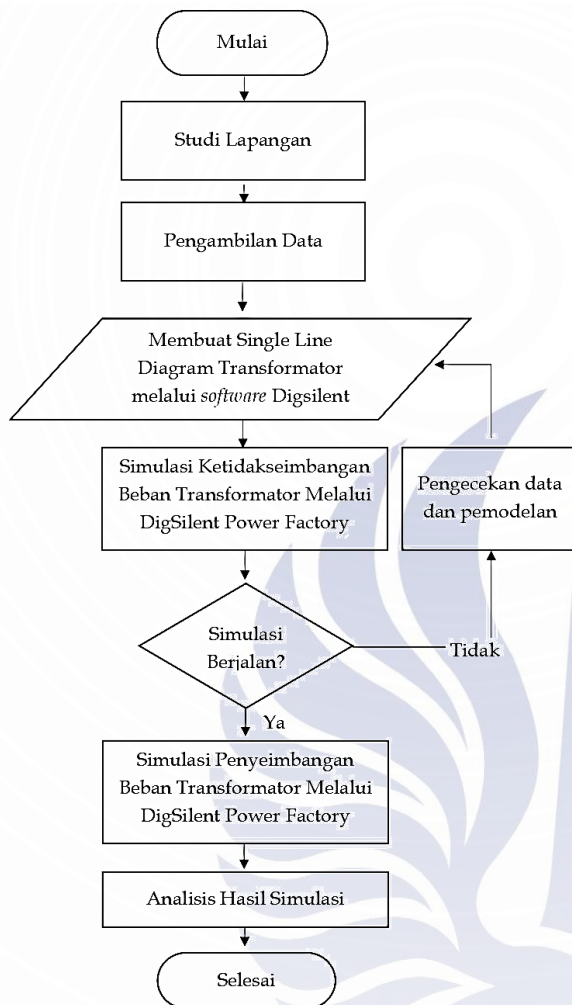 Mulai
Studi Lapangan
Pengambilan Data
Membuat Single Line
Diagram Transformator
melalui software Digsilent
Simulasi Ketidakseimbangan
Beban Transformator Melalui
DigSilent Power Factory
Pengecekan data
dan pemodelan
Simulasi
Berjalan?
Tidak
Ya
Simulasi Penyeimbangan
Beban Transformator Melalui
DigSilent Power Factory
Analisis Hasil Simulasi
Selesai